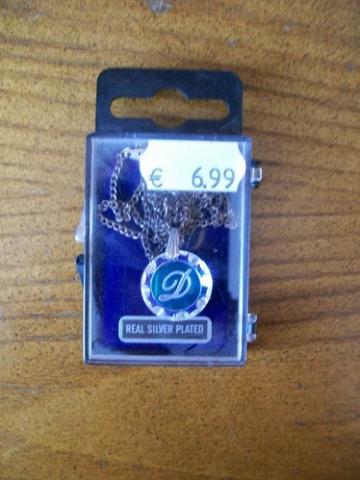 € 6.99
D
REAL SILVER PLATED